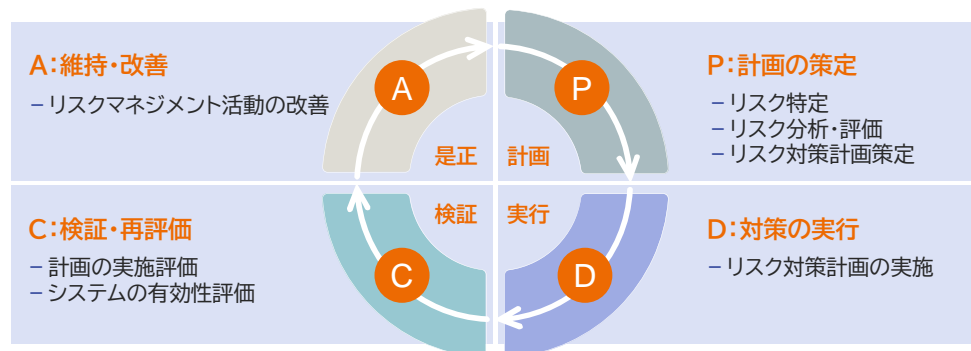 A:維持・改善
− リスクマネジメント活動の改善
A
是正
P
計画
P:計画の策定
− リスク特定
− リスク分析・評価
− リスク対策計画策定
C:検証・再評価
− 計画の実施評価
− システムの有効性評価
検証
C
実行
D
D:対策の実行
− リスク対策計画の実施